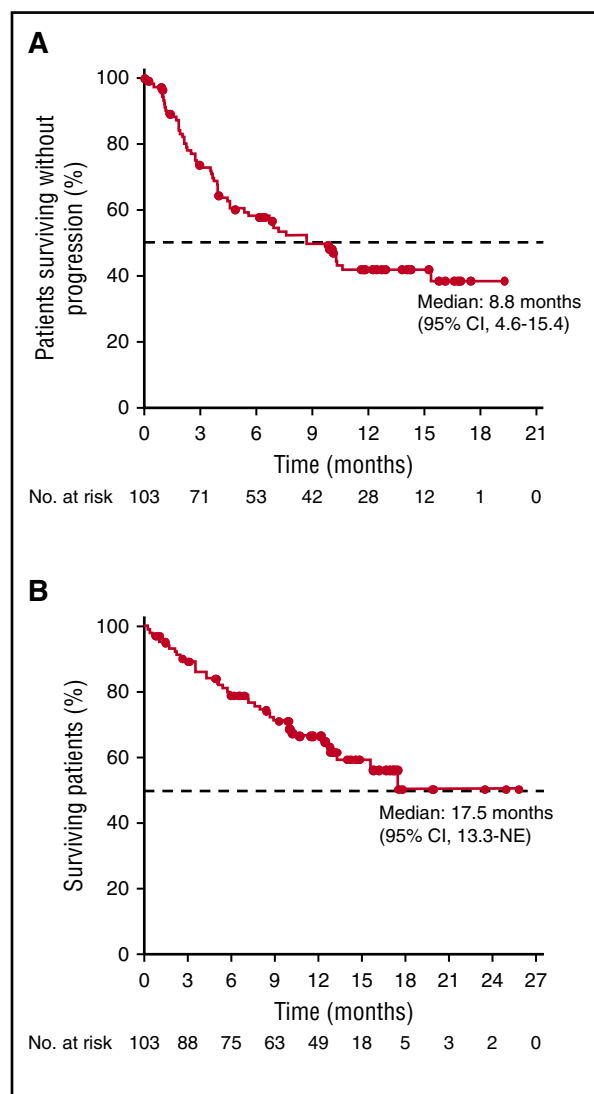 A
100
80
60
40
20
0
Patients surviving without
progression (%)
Median: 8.8 months
(95% CI, 4.6-15.4)
0 3 6 9 12 15 18 21
Time (months)
No. at risk 103 71 53 42 28 12 1 0
B
100
80
60
40
20
0
Surviving patients (%)
Median: 17.5 months
(95% CI, 13.3-NE)
0 3 6 9 12 15 18 21 24 27
Time (months)
No. at risk 103 88 75 63 49 18 5 3 2 0